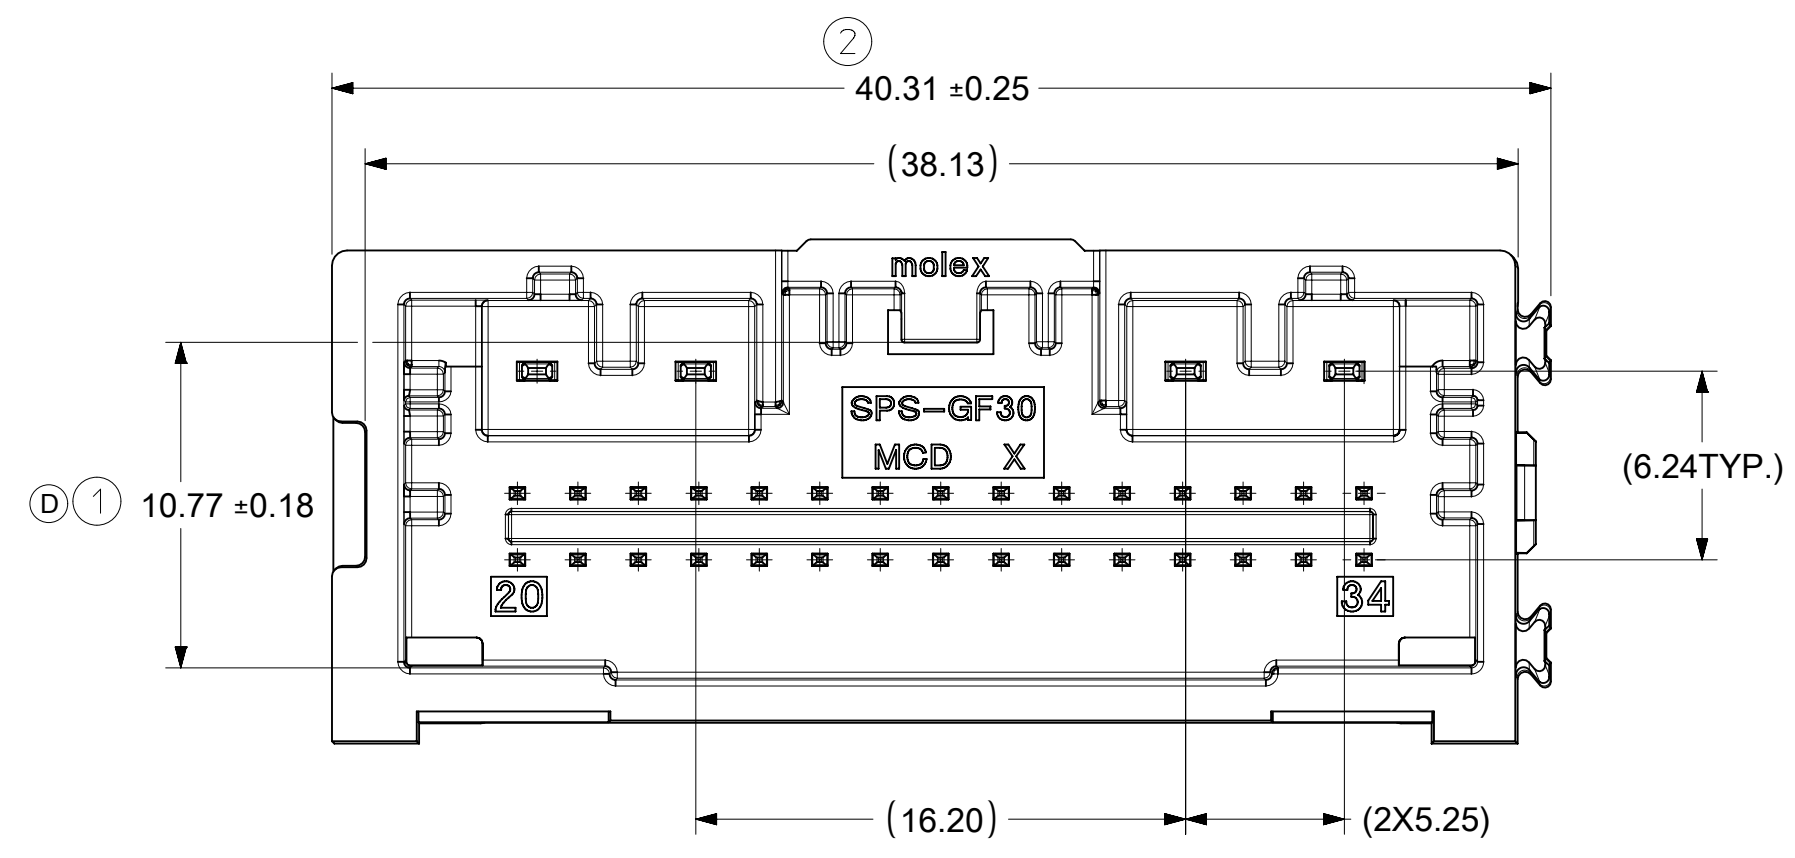 2
40.31 ±0.25
(38.13)
molex
SPS-GF30
MCD X
(6.24TYP.)
D 1 10.77 ±0.18
20 34
(16.20) (2X5.25)